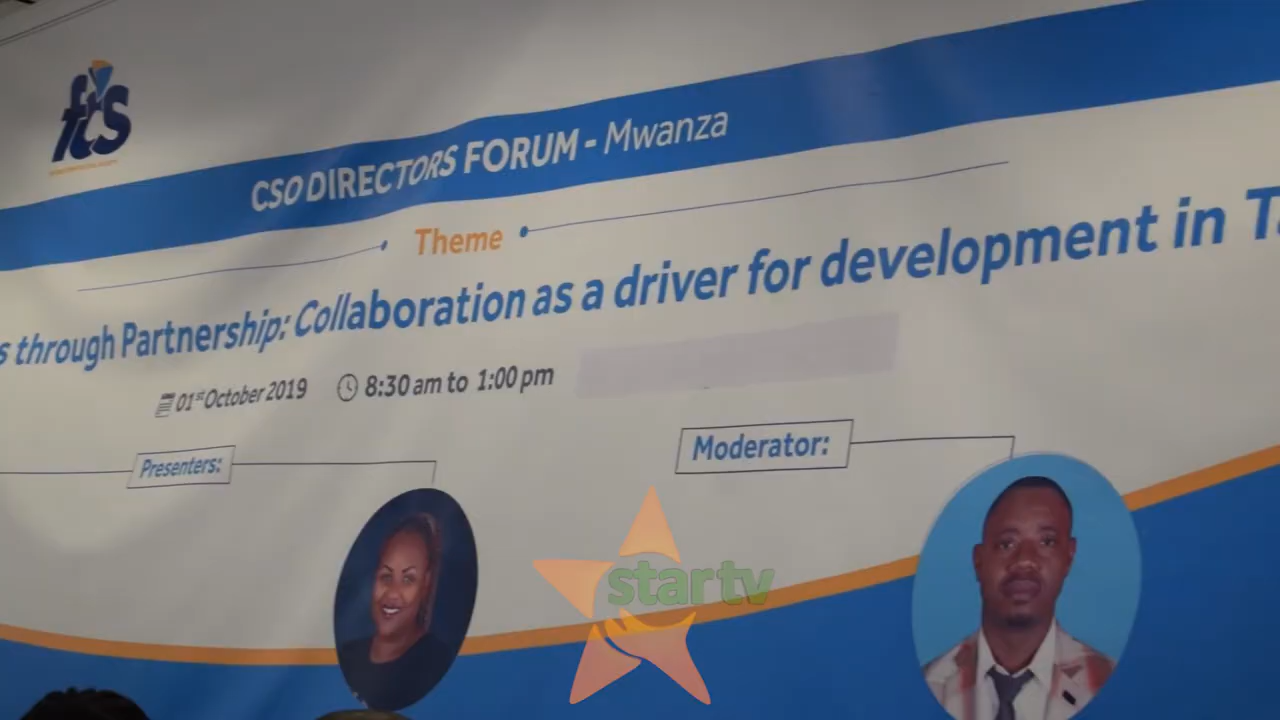 fcs
CSO DIRECTORS FORUM - Mwanza
Theme
through Partnership: Collaboration as a driver for development in
01st October 2019 8:30 am to 1:00 pm
Presenters:
Moderator:
startv